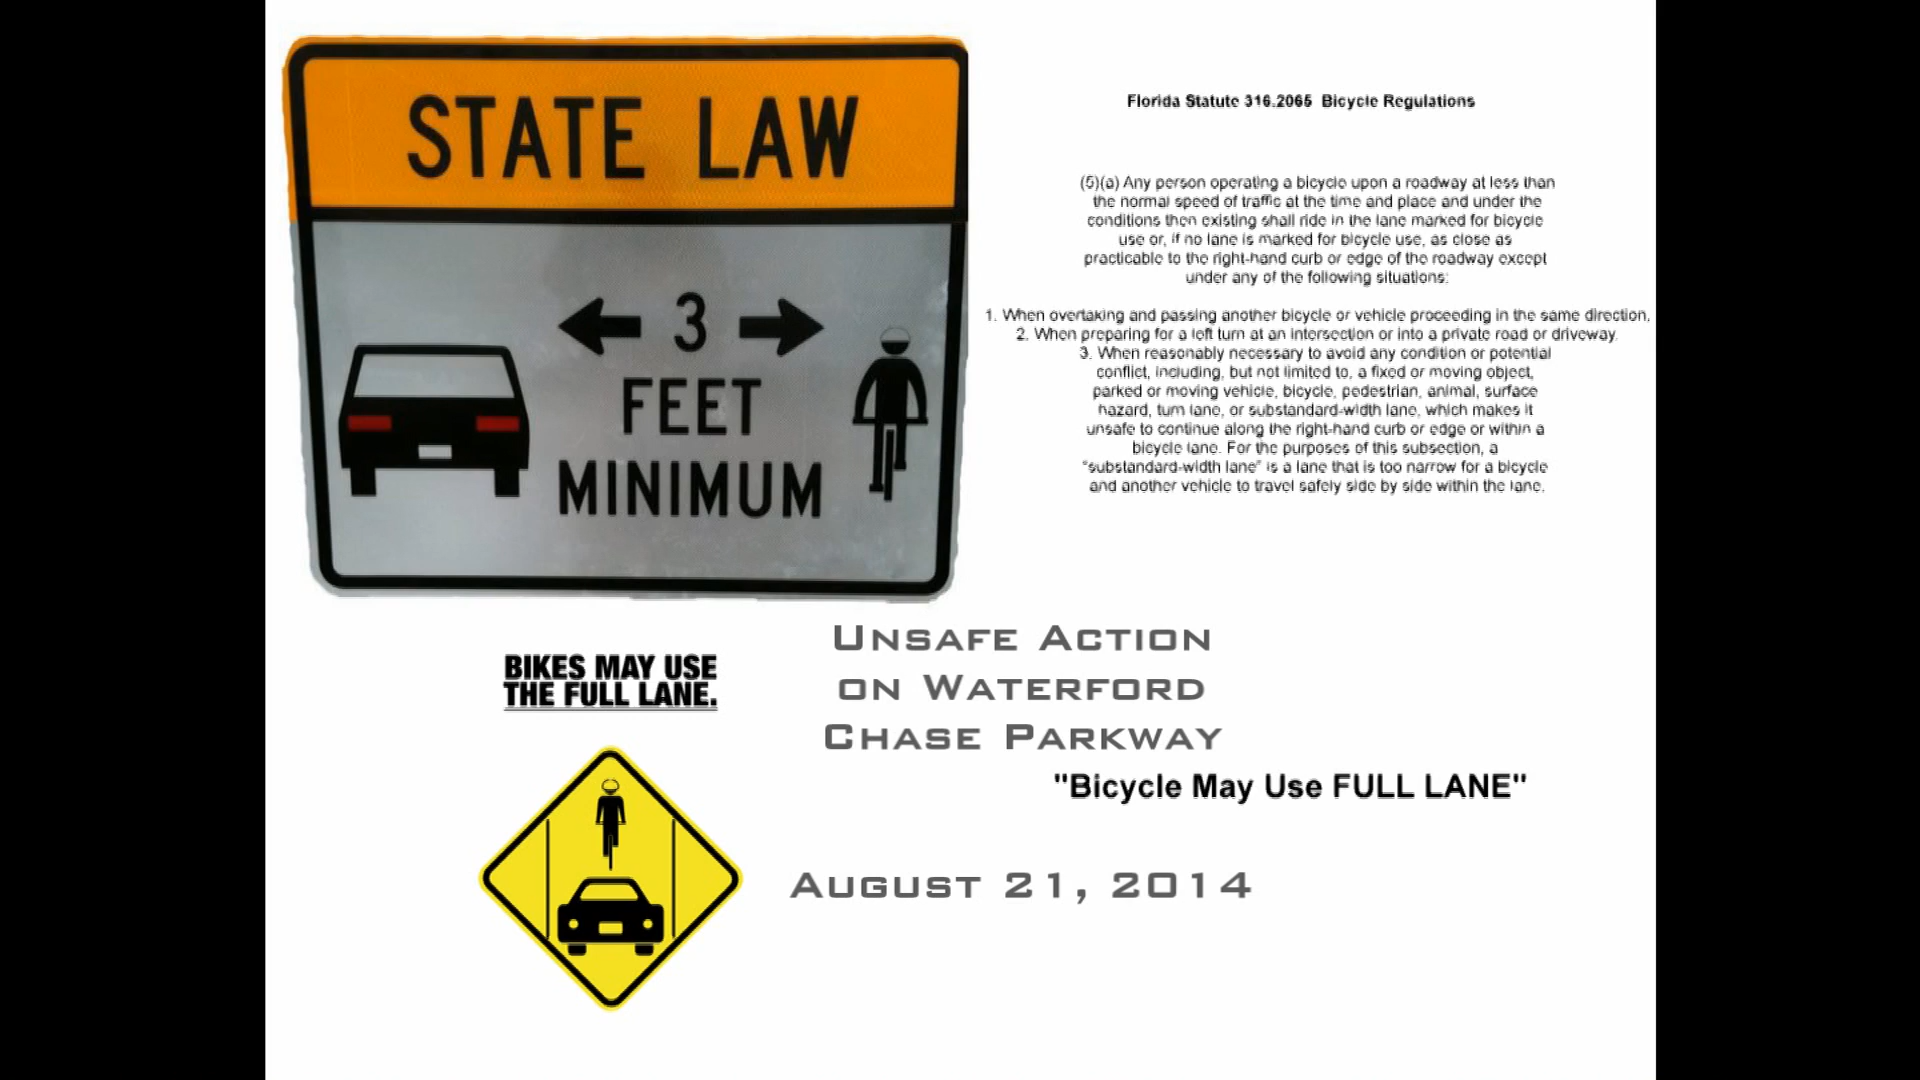 STATE LAW
3
FEET
MINIMUM
Florida Statute 316.2065 Bicycle Regulations
(5)(a) Any person operating a bicycle upon a roadway at less than
the normal speed of traffic at the time and place and under the
conditions then existing shall ride in the lane marked for bicycle
use or, if no lane is marked for bicycle use, as close as
practicable to the right-hand curb or edge of the roadway except
under any of the following situations:
1. When overtaking and passing another bicycle or vehicle proceeding in the same direction.
2. When preparing for a left turn at an intersection or into a private road or driveway.
3. When reasonably necessary to avoid any condition or potential
conflict, including, but not limited to, a fixed or moving object,
parked or moving vehicle, bicycle, pedestrian, animal, surface
hazard, turn lane, or substandard-width lane, which makes it
unsafe to continue along the right-hand curb or edge or within a
bicycle lane. For the purposes of this subsection, a
"substandard-width lane" is a lane that is too narrow for a bicycle
and another vehicle to travel safely side by side within the lane.
BIKES MAY USE
THE FULL LANE.
Unsafe Action
on Waterford
Chase Parkway
"Bicycle May Use FULL LANE"
August 21, 2014